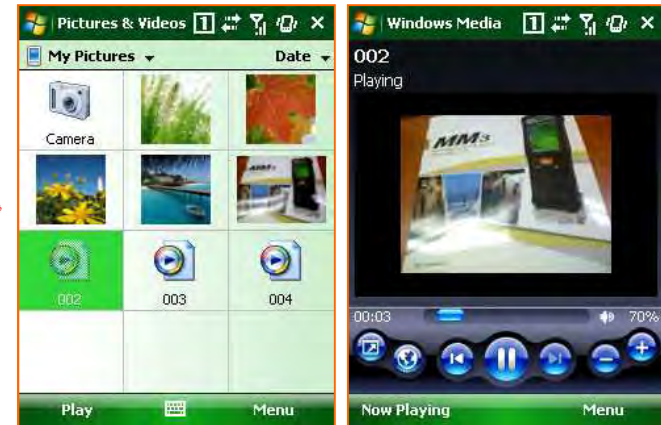 Pictures & Videos 1
My Pictures Date
Camera
002 003 004
Play Menu
Windows Media 1
002
Playing
MM3
00:03 70%
Now Playing Menu